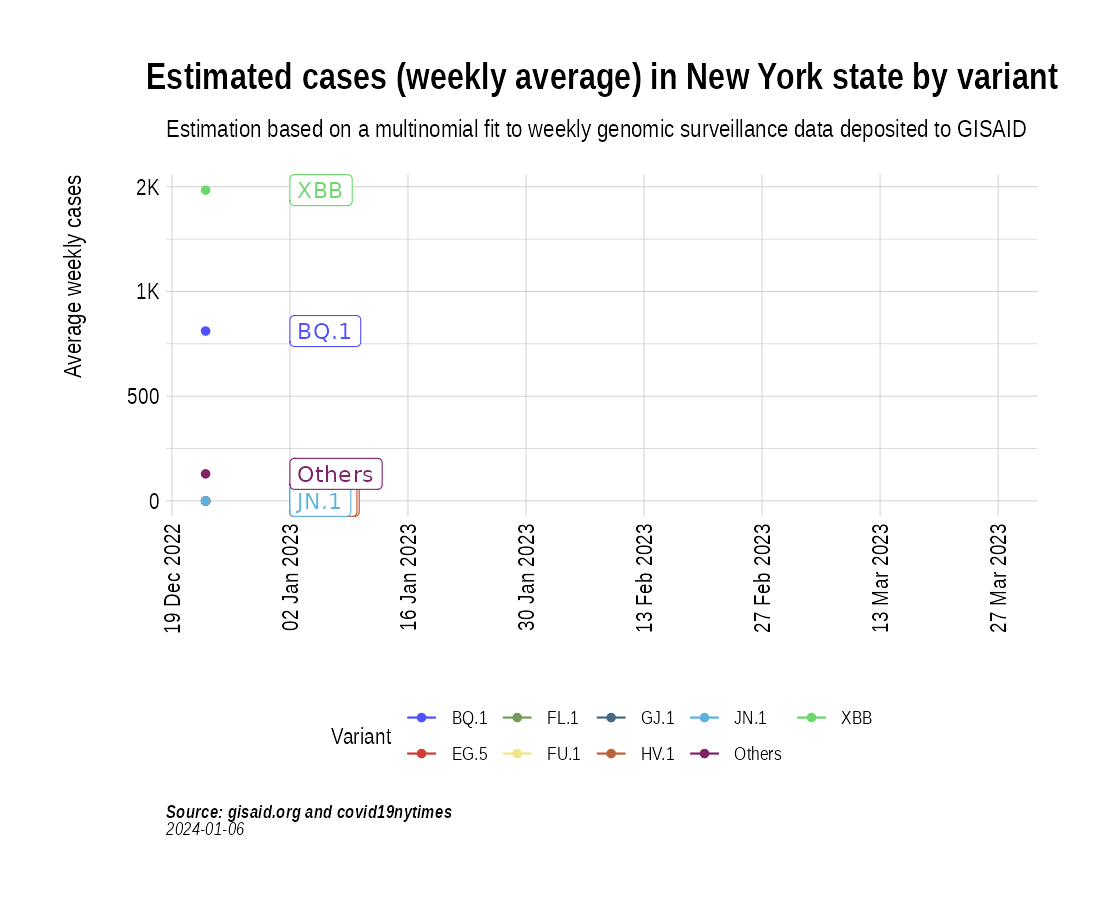 Estimated cases (weekly average) in New York state by variant
Estimation based on a multinomial fit to weekly genomic surveillance data deposited to GISAID
Average weekly cases
2K
1K
500
0
XBB
BQ.1
Others
JN.1
19 Dec 2022
02 Jan 2023
16 Jan 2023
30 Jan 2023
13 Feb 2023
27 Feb 2023
13 Mar 2023
27 Mar 2023
Variant
BQ.1 FL.1 GJ.1 JN.1 XBB
EG.5 FU.1 HV.1 Others
Source: gisaid.org and covid19nytimes
2024-01-06